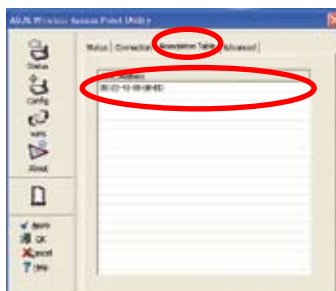 ASUS Wireless Access Point Utility
Status | Connection | Association Table | Advanced
Status
Config
About
Apply
OK
Cancel
Help